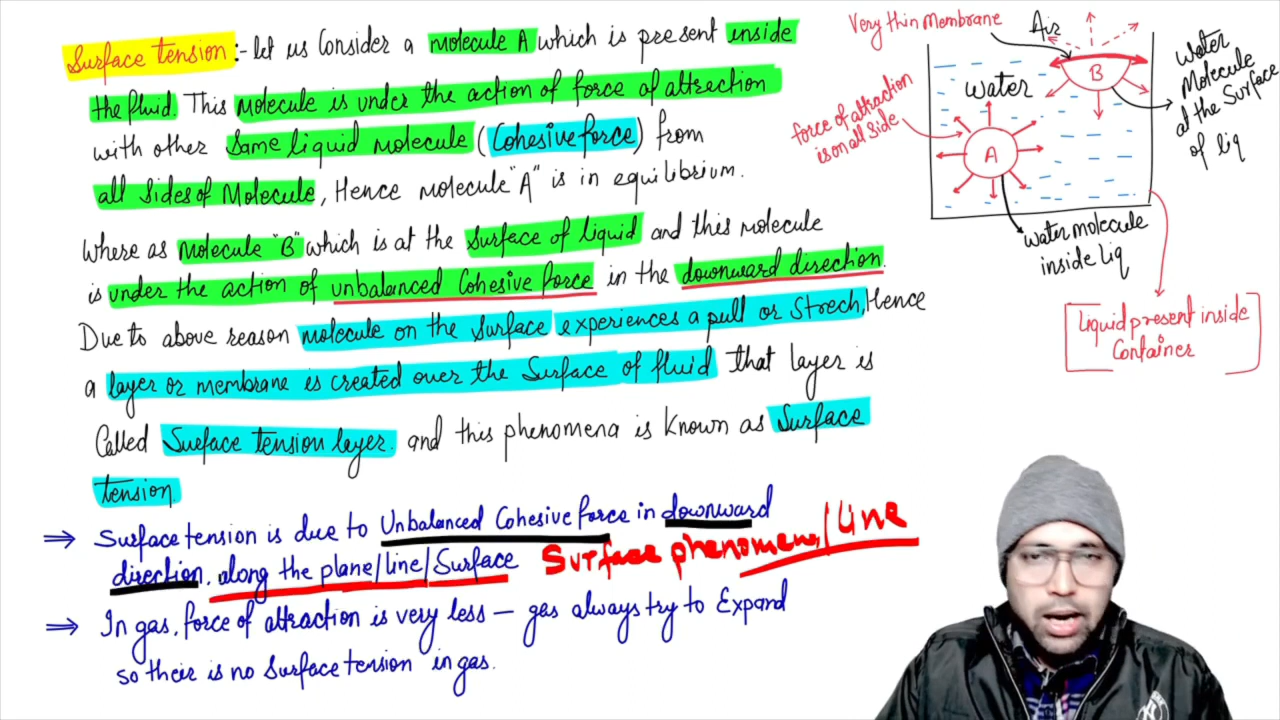 Surface tension :- let us Consider a molecule A which is present inside
the fluid. This molecule is under the action of force of attraction
with other Same liquid molecule (Cohesive force) from
all Sides of Molecule, Hence molecule "A" is in equilibrium.
Where as molecule "B" which is at the Surface of liquid and this molecule
is under the action of unbalanced Cohesive force in the downward direction.
Due to above reason molecule on the Surface experiences a pull or Strech, Hence
a layer or membrane is created over the Surface of fluid that layer is
Called Surface tension layer. and this phenomena is known as Surface
tension.
⇒ Surface tension is due to Unbalanced Cohesive force in downward
direction, along the plane/line/Surface Surface phenomena/Line
⇒ In gas, force of attraction is very less – gas always try to Expand
so their is no Surface tension in gas.
Very thin Membrane
Air
B
Water
Molecule
at the Surface
of liq
Water
force of attraction
is on all Side
A
water molecule
inside Liq
Liquid present inside
Container